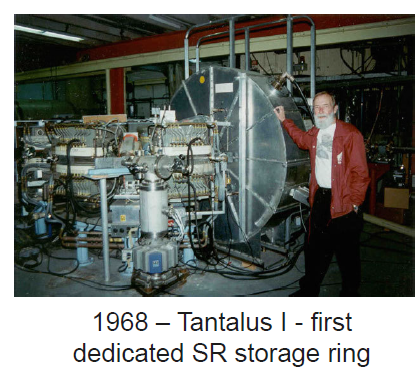 1968 – Tantalus I - first
dedicated SR storage ring